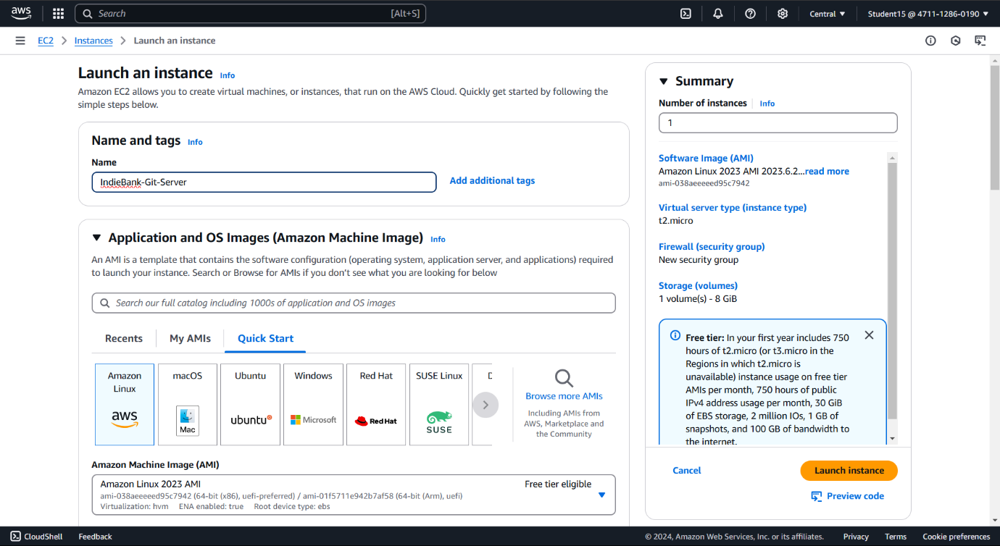 aws
Search [Alt+S]
Central Student15 @ 4711-1286-0190
EC2 Instances Launch an instance
Launch an instance Info
Amazon EC2 allows you to create virtual machines, or instances, that run on the AWS Cloud. Quickly get started by following the
simple steps below.
Name and tags Info
Name
IndieBank-Git-Server
Add additional tags
Application and OS Images (Amazon Machine Image) Info
An AMI is a template that contains the software configuration (operating system, application server, and applications) required
to launch your instance. Search or Browse for AMIs if you don't see what you are looking for below
Search our full catalog including 1000s of application and OS images
Recents My AMIs Quick Start
Amazon
Linux
aws
macOS
Mac
Ubuntu
ubuntu
Windows
Microsoft
Red Hat
Red Hat
SUSE Linux
SUSE
Browse more AMIs
Including AMIs from
AWS, Marketplace and
the Community
Amazon Machine Image (AMI)
Amazon Linux 2023 AMI Free tier eligible
ami-038aeeeeed95c7942 (64-bit (x86), uefi-preferred) / ami-01f5711e942b7af58 (64-bit (Arm), uefi)
Virtualization: hvm ENA enabled: true Root device type: ebs
Summary
Number of instances Info
1
Software Image (AMI)
Amazon Linux 2023 AMI 2023.6.2...read more
ami-038aeeeeed95c7942
Virtual server type (instance type)
t2.micro
Firewall (security group)
New security group
Storage (volumes)
1 volume(s) - 8 GiB
Free tier: In your first year includes 750
hours of t2.micro (or t3.micro in the
Regions in which t2.micro is
unavailable) instance usage on free tier
AMIs per month, 750 hours of public
IPv4 address usage per month, 30 GiB
of EBS storage, 2 million IOs, 1 GB of
snapshots, and 100 GB of bandwidth to
the internet.
Cancel Launch instance
Preview code
CloudShell Feedback © 2024, Amazon Web Services, Inc. or its affiliates. Privacy Terms Cookie preferences